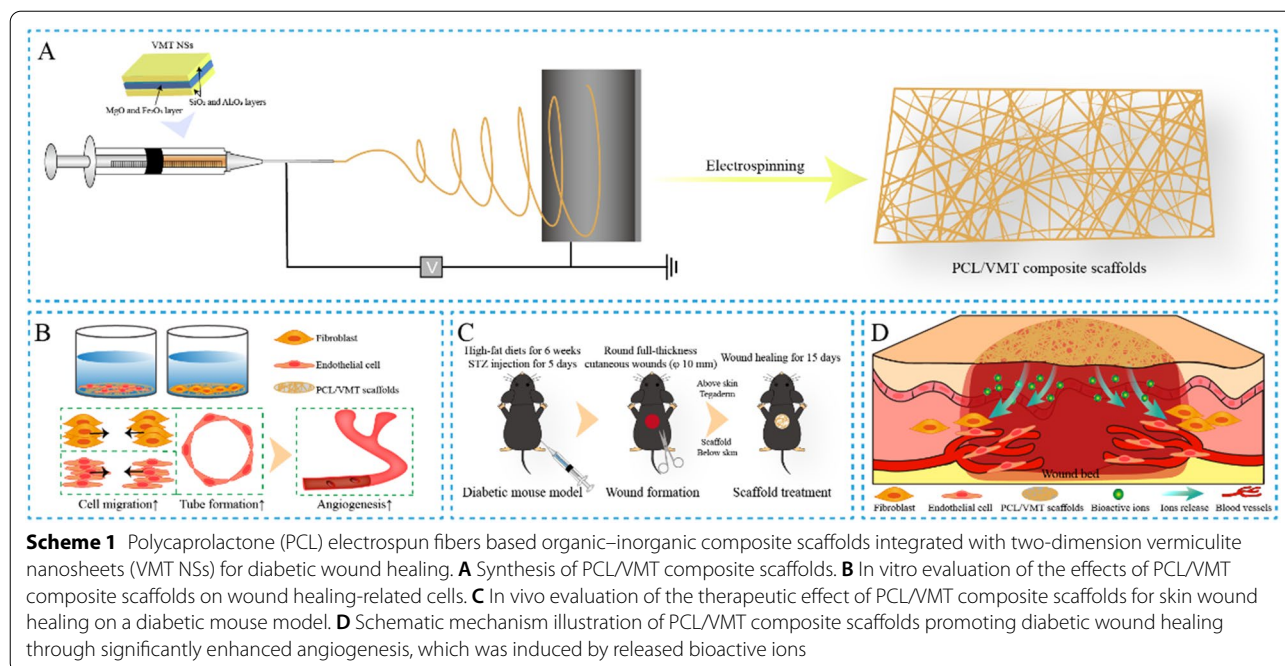 A
VMT NSs
MgO and Fe₂O₃ layer
SiO₂ and Al₂O₃ layers
V
Electrospinning
PCL/VMT composite scaffolds
B
Fibroblast
Endothelial cell
PCL/VMT scaffolds
Cell migration↑
Tube formation↑
Angiogenesis↑
C
High-fat diets for 6 weeks
STZ injection for 5 days
Round full-thickness
cutaneous wounds (φ 10 mm)
Wound healing for 15 days
Above skin
Tegaderm
Scaffold
Below skin
Diabetic mouse model
Wound formation
Scaffold treatment
D
Wound bed
Fibroblast
Endothelial cell
PCL/VMT scaffolds
Bioactive ions
Ions release
Blood vessels
Scheme 1 Polycaprolactone (PCL) electrospun fibers based organic–inorganic composite scaffolds integrated with two-dimension vermiculite
nanosheets (VMT NSs) for diabetic wound healing. A Synthesis of PCL/VMT composite scaffolds. B In vitro evaluation of the effects of PCL/VMT
composite scaffolds on wound healing-related cells. C In vivo evaluation of the therapeutic effect of PCL/VMT composite scaffolds for skin wound
healing on a diabetic mouse model. D Schematic mechanism illustration of PCL/VMT composite scaffolds promoting diabetic wound healing
through significantly enhanced angiogenesis, which was induced by released bioactive ions